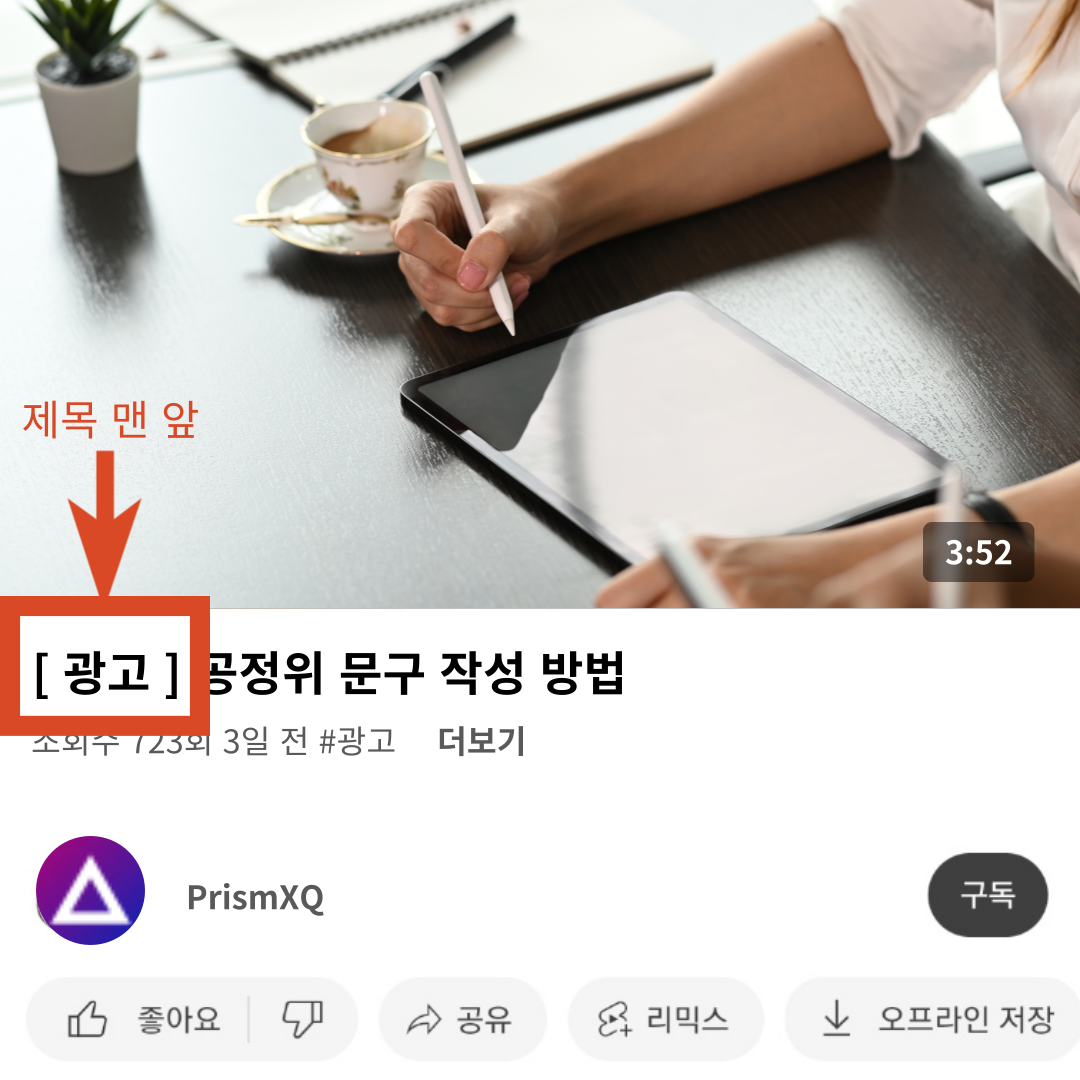 제목 맨 앞
3:52
[ 광고 ] 공정위 문구 작성 방법
조회수 723회 3일 전 #광고 더보기
PrismXQ
구독
좋아요 공유 리믹스 오프라인 저장